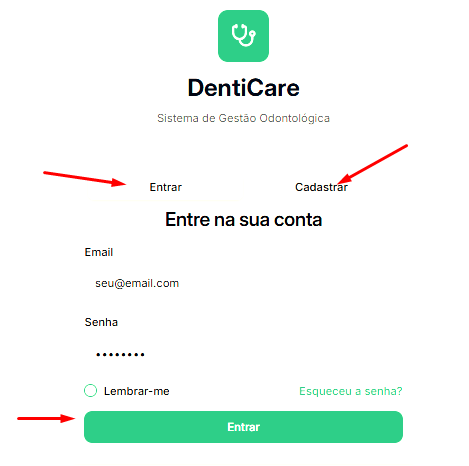 DentiCare
Sistema de Gestão Odontológica
Entrar Cadastrar
Entre na sua conta
Email
seu@email.com
Senha
••••••••
Lembrar-me Esqueceu a senha?
Entrar